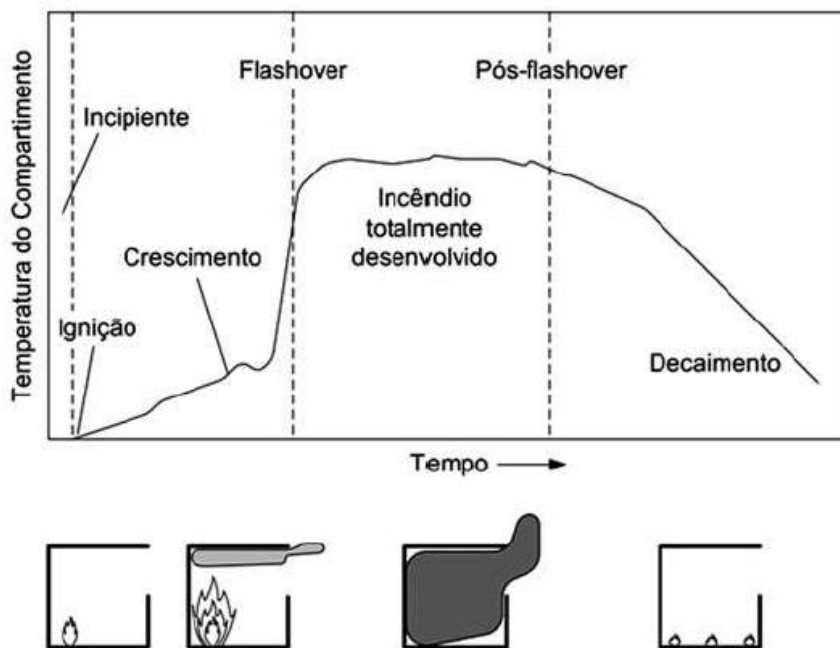 Temperatura do Compartimento
Flashover
Pós-flashover
Incipiente
Incêndio
totalmente
desenvolvido
Crescimento
Ignição
Decaimento
Tempo